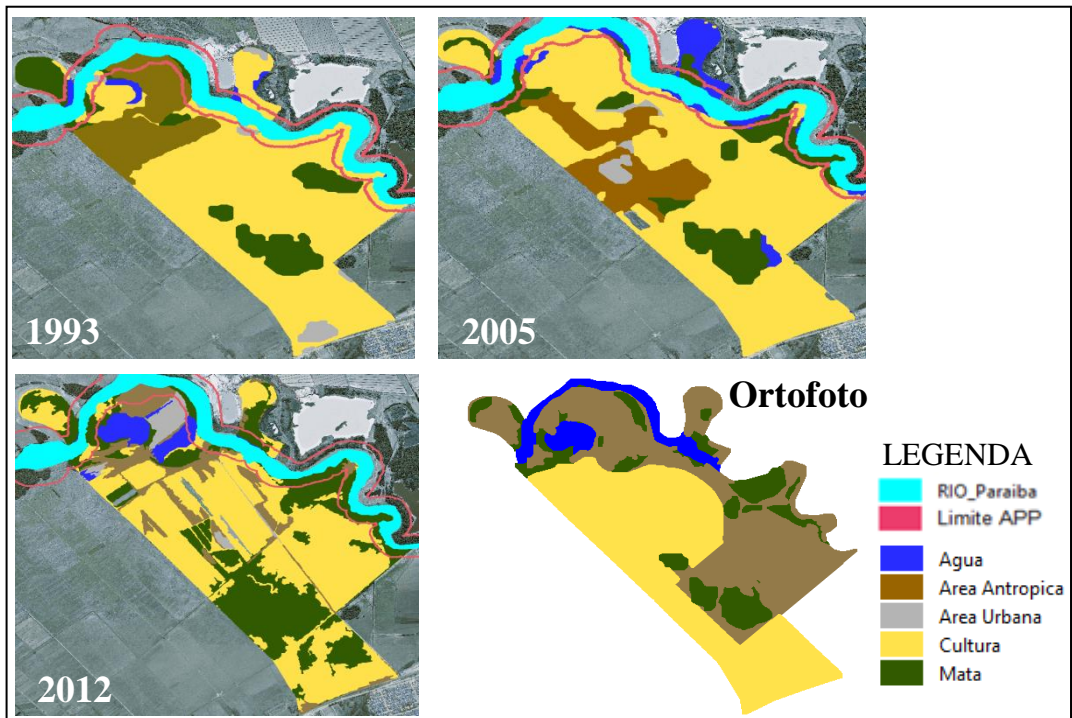 1993
2005
2012
Ortofoto
LEGENDA
RIO_Paraiba
Limite APP
Agua
Area Antropica
Area Urbana
Cultura
Mata